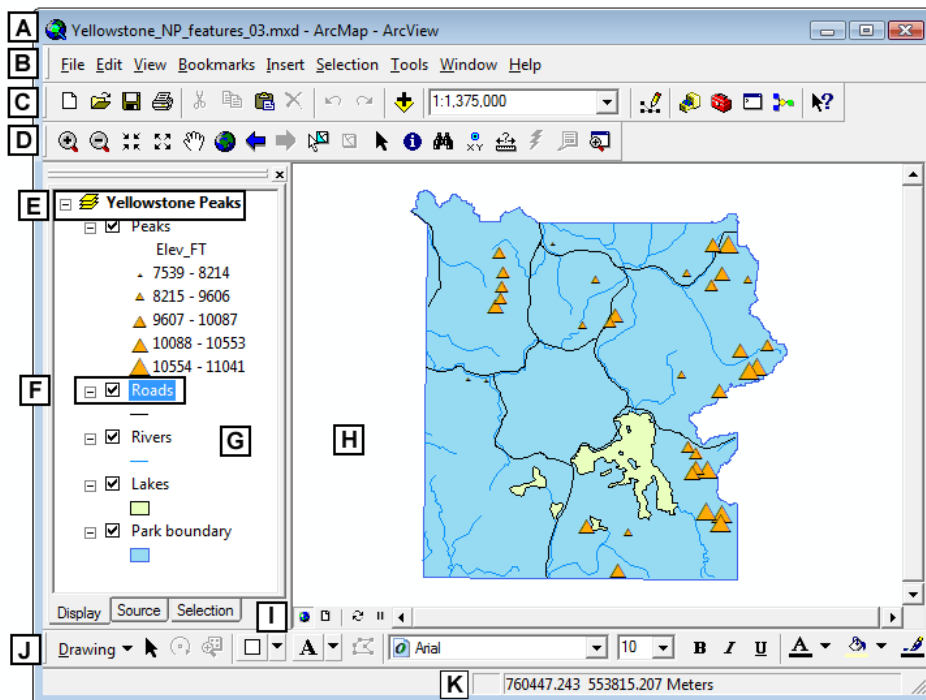 A Yellowstone_NP_features_03.mxd - ArcMap - ArcView
B File Edit View Bookmarks Insert Selection Tools Window Help
C 1:1,375,000
D
E Yellowstone Peaks
Peaks
Elev_FT
7539 - 8214
8215 - 9606
9607 - 10087
10088 - 10553
10554 - 11041
F Roads
Rivers
G
H
Lakes
Park boundary
Display Source Selection
I
J Drawing A Arial 10 B I U A
K 760447.243 553815.207 Meters